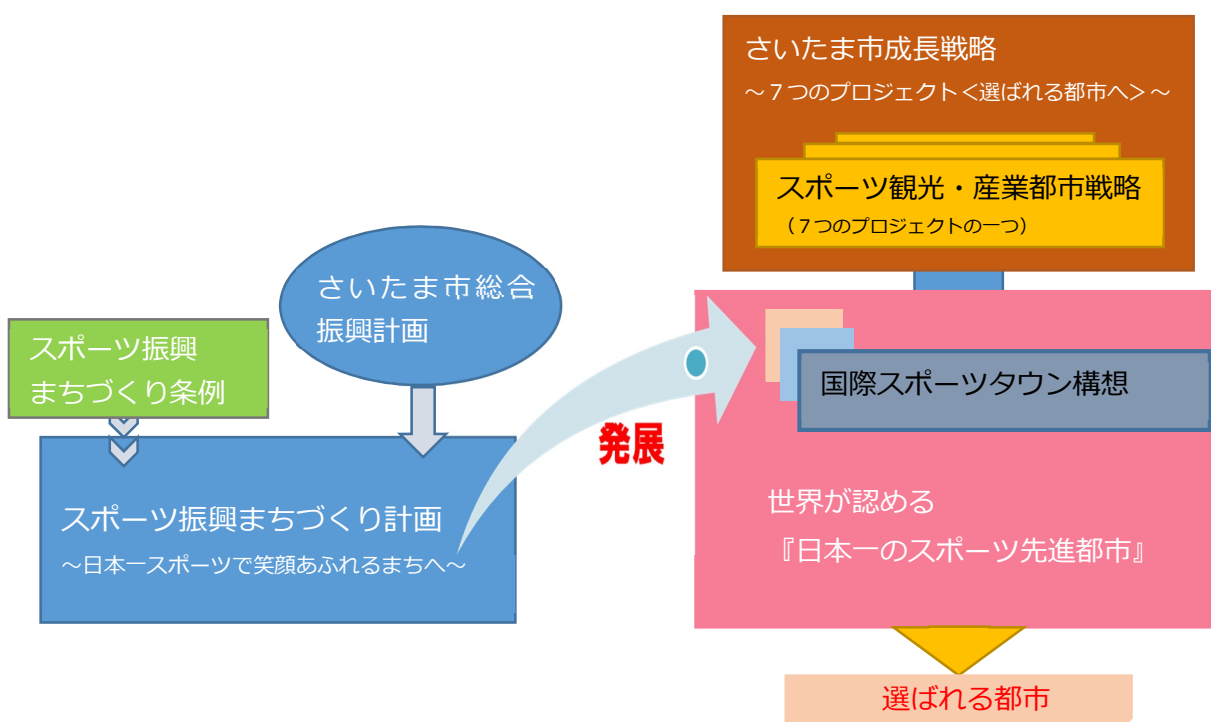 さいたま市成長戦略
～７つのプロジェクト＜選ばれる都市へ＞～
スポーツ観光・産業都市戦略
（７つのプロジェクトの一つ）
さいたま市総合
振興計画
スポーツ振興
まちづくり条例
国際スポーツタウン構想
発展
スポーツ振興まちづくり計画
～日本一スポーツで笑顔あふれるまちへ～
世界が認める
『日本一のスポーツ先進都市』
選ばれる都市